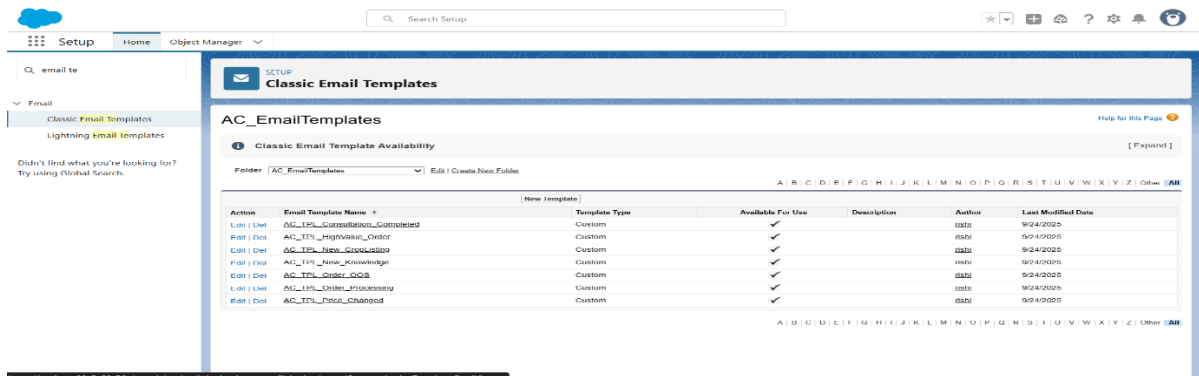 Search Setup
Setup Home Object Manager
email te
Email
Classic Email Templates
Lightning Email Templates
Didn't find what you're looking for?
Try using Global Search.
SETUP
Classic Email Templates
AC_EmailTemplates
Help for this Page
Classic Email Template Availability [ Expand ]
Folder AC_EmailTemplates Edit | Create New Folder
A | B | C | D | E | F | G | H | I | J | K | L | M | N | O | P | Q | R | S | T | U | V | W | X | Y | Z | Other All
New Template
Action Email Template Name Template Type Available For Use Description Author Last Modified Date
Edit | Del AC_TPL_Consultation_Completed Custom rishi 9/24/2025
Edit | Del AC_TPL_HighValue_Order Custom rishi 9/24/2025
Edit | Del AC_TPL_New_CropListing Custom rishi 9/24/2025
Edit | Del AC_TPL_New_Knowledge Custom rishi 9/24/2025
Edit | Del AC_TPL_Order_OOS Custom rishi 9/24/2025
Edit | Del AC_TPL_Order_Processing Custom rishi 9/24/2025
Edit | Del AC_TPL_Price_Changed Custom rishi 9/24/2025
A | B | C | D | E | F | G | H | I | J | K | L | M | N | O | P | Q | R | S | T | U | V | W | X | Y | Z | Other All